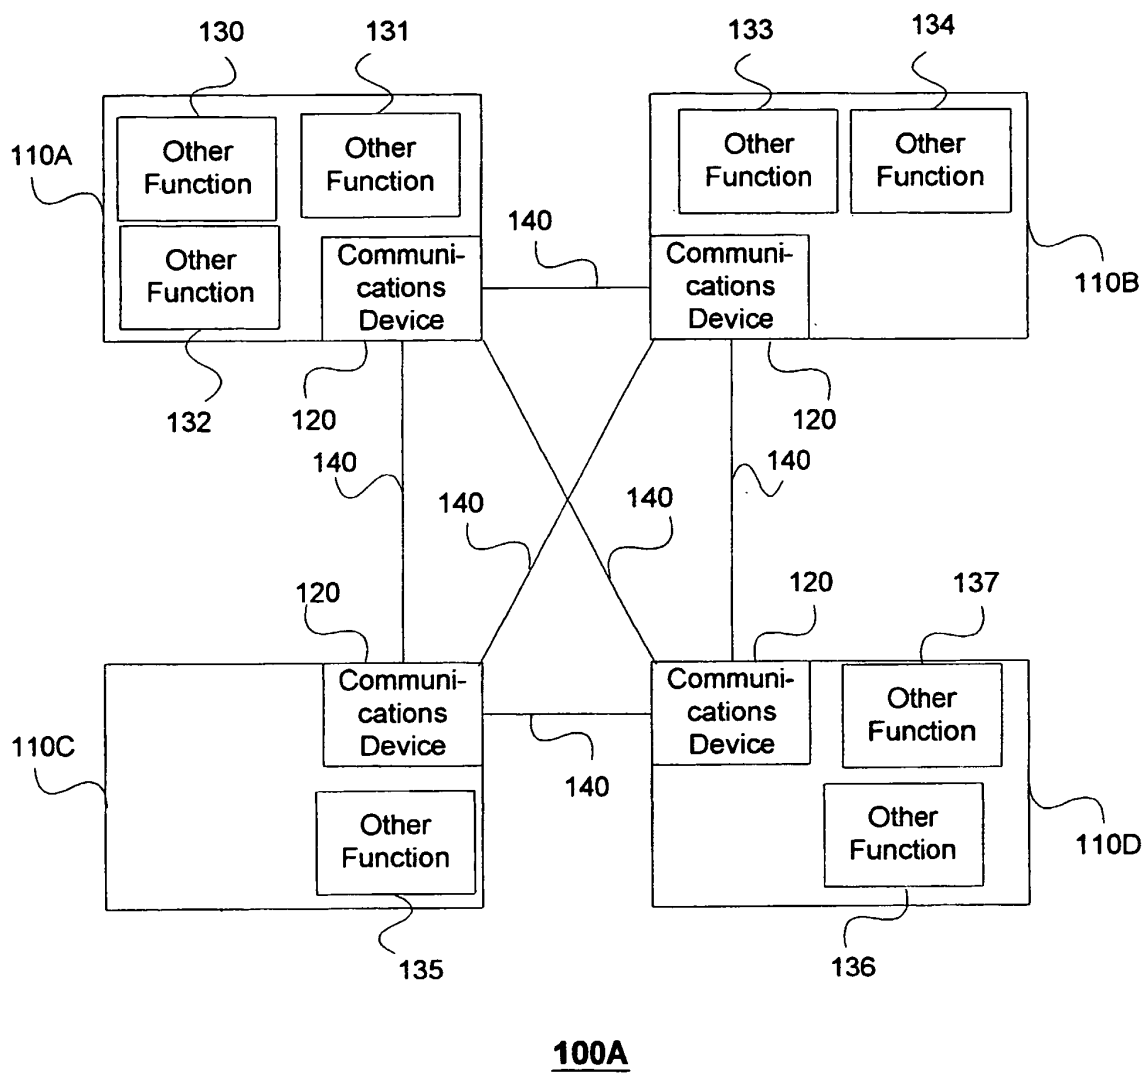 130
131
133
134
110A
Other
Function
Other
Function
Other
Function
Other
Function
Other
Function
Communi-
cations
Device
140
Communi-
cations
Device
110B
132
120
120
140
140
140
140
120
120
137
110C
Communi-
cations
Device
140
Communi-
cations
Device
Other
Function
Other
Function
Other
Function
110D
135
136
100A